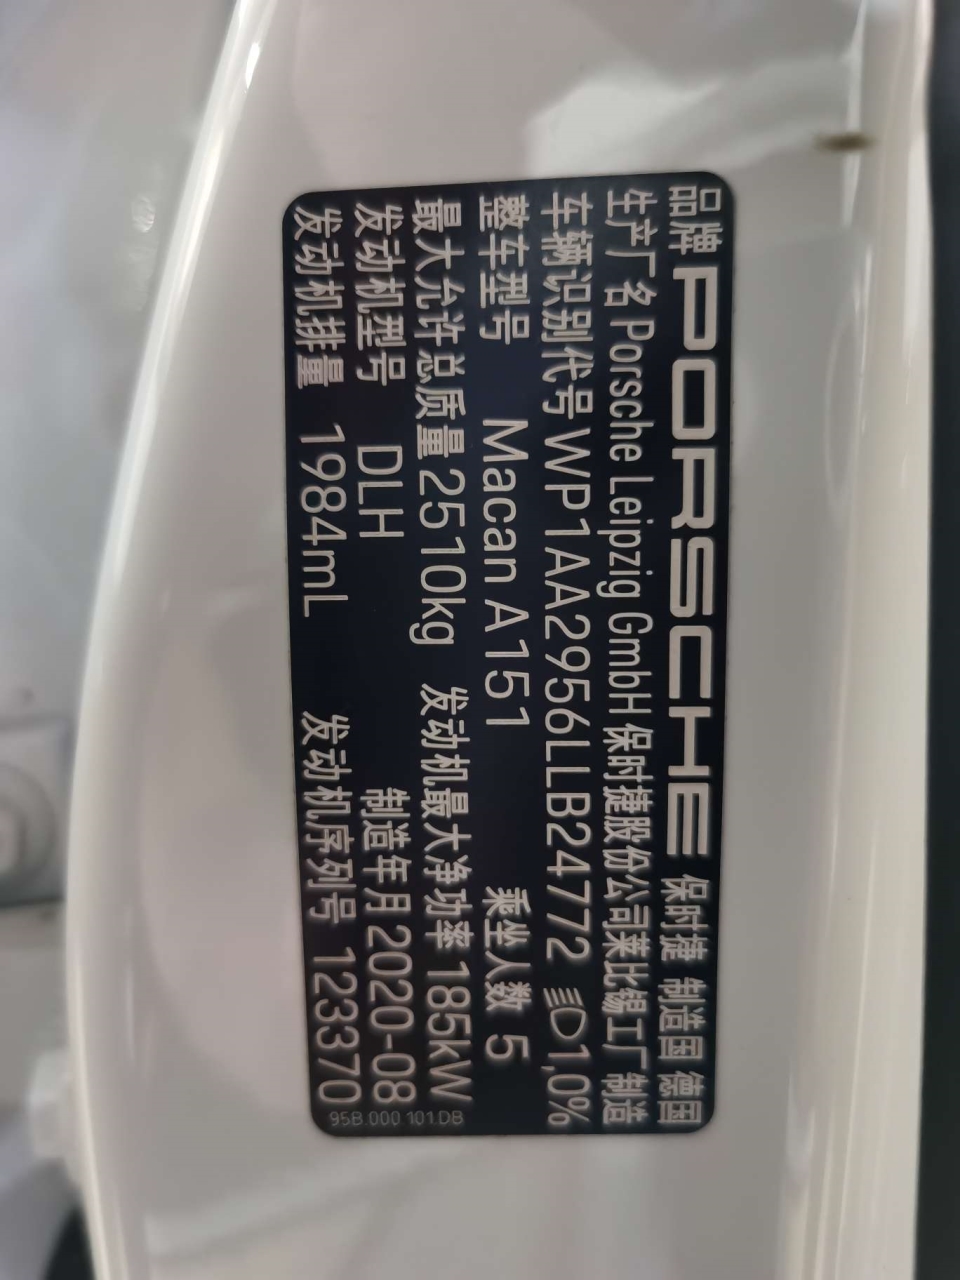 品牌 PORSCHE 保时捷 制造国 德国
生产厂名 Porsche Leipzig GmbH 保时捷股份公司莱比锡工厂制造
车辆识别代号 WP1AA2956LLB24772 1,0%
整车型号 Macan A151 乘坐人数 5
最大允许总质量 2510kg 发动机最大净功率 185kW
发动机型号 DLH 制造年月 2020-08
发动机排量 1984mL 发动机序列号 123370
95B.000.101.DB